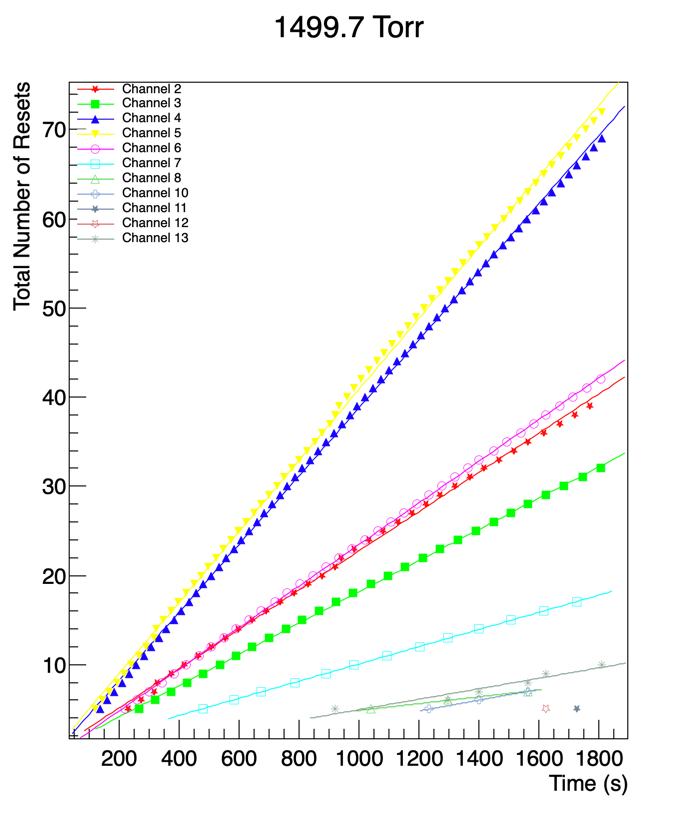 1499.7 Torr
Total Number of Resets
Channel 2
Channel 3
Channel 4
Channel 5
Channel 6
Channel 7
Channel 8
Channel 10
Channel 11
Channel 12
Channel 13
70
60
50
40
30
20
10
200 400 600 800 1000 1200 1400 1600 1800
Time (s)